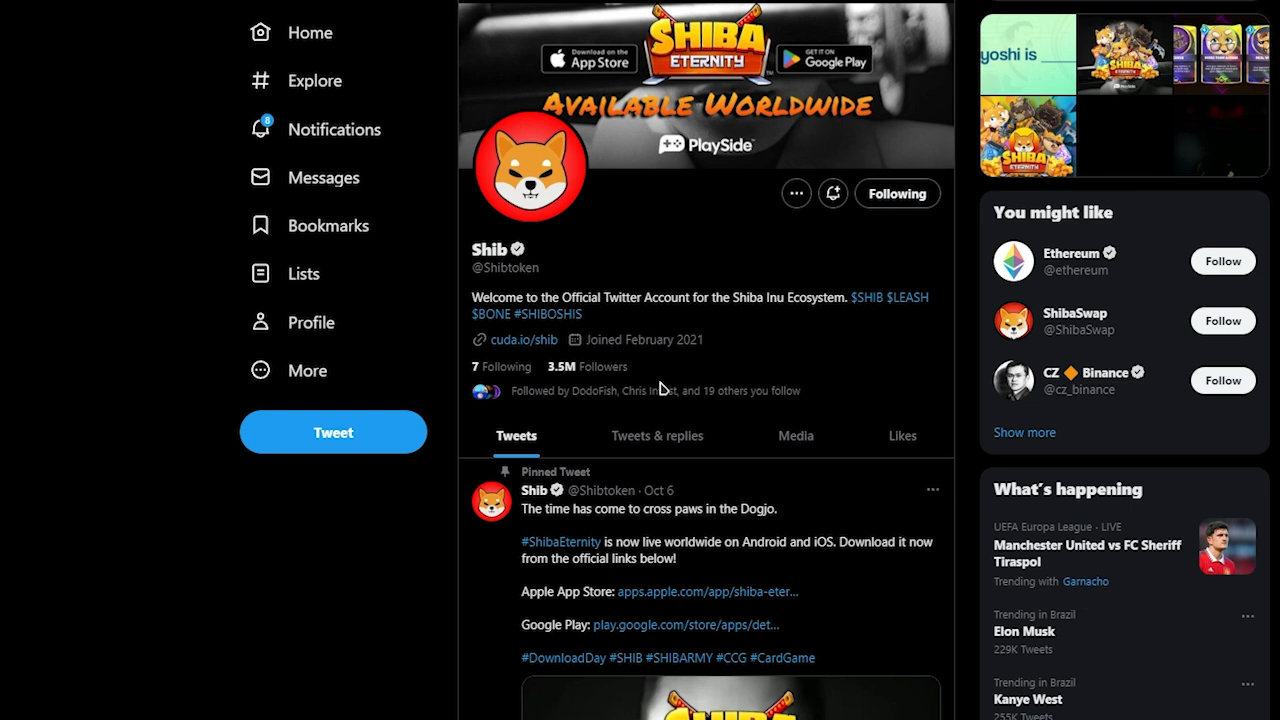 Home
Explore
8
Notifications
Messages
Bookmarks
Lists
Profile
More
Tweet
SHIBA
ETERNITY
Download on the
App Store
GET IT ON
Google Play
AVAILABLE WORLDWIDE
PlaySide
Following
Shib
@Shibtoken
Welcome to the Official Twitter Account for the Shiba Inu Ecosystem. $SHIB $LEASH
$BONE #SHIBOSHIS
cuda.io/shib Joined February 2021
7 Following 3.5M Followers
Followed by DodoFish, Chris and 19 others you follow
Tweets Tweets & replies Media Likes
Pinned Tweet
Shib @Shibtoken · Oct 6
The time has come to cross paws in the Dogjo.
#ShibaEternity is now live worldwide on Android and iOS. Download it now
from the official links below!
Apple App Store: apps.apple.com/app/shiba-eter...
Google Play: play.google.com/store/apps/det...
#DownloadDay #SHIB #SHIBARMY #CCG #CardGame
yoshi is ___
SHIBA
ETERNITY
PlaySide
SHIBA
ETERNITY
You might like
Ethereum
@ethereum
Follow
ShibaSwap
@ShibaSwap
Follow
CZ 🔶 Binance
@cz_binance
Follow
Show more
What's happening
UEFA Europa League · LIVE
Manchester United vs FC Sheriff
Tiraspol
Trending with Garnacho
Trending in Brazil
Elon Musk
229K Tweets
Trending in Brazil
Kanye West
255K Tweets